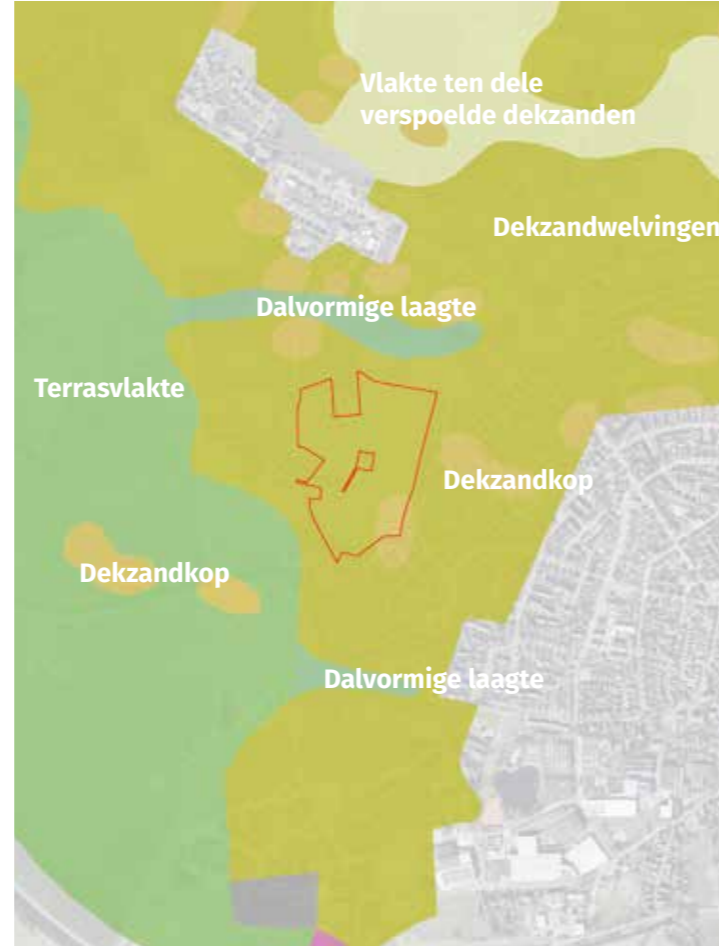 Vlakte ten dele
verspoelde dekzanden
Dekzandwelvingen
Dalvormige laagte
Terrasvlakte
Dekzandkop
Dekzandkop
Dalvormige laagte